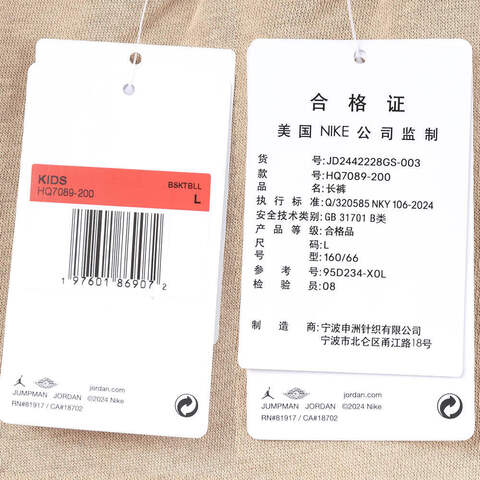 KIDS
BSKTBLL
HQ7089-200
L
1 97601 86907 2
JUMPMAN JORDAN
jordan.com
©2024 Nike
RN#81917 / CA#18702
合格证
美国 NIKE 公司监制
货号:JD2442228GS-003
款号:HQ7089-200
品名:长裤
执行标准:Q/320585 NKY 106-2024
安全技术类别:GB 31701 B类
产品等级:合格品
尺码:L
号型:160/66
参考号:95D234-X0L
检验员:08
制造商:宁波申洲针织有限公司
宁波市北仑区甬江路18号
JUMPMAN JORDAN
jordan.com
©2024 Nike
RN#81917 / CA#18702